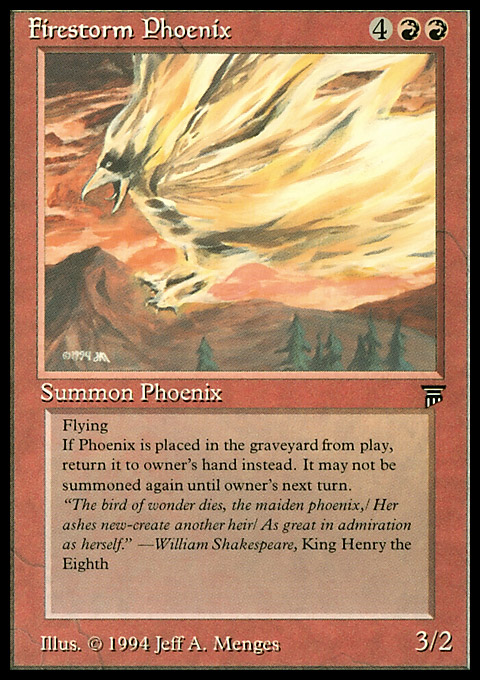 Firestorm Phoenix 4
©1994 JAM
Summon Phoenix
Flying
If Phoenix is placed in the graveyard from play,
return it to owner's hand instead. It may not be
summoned again until owner's next turn.
"The bird of wonder dies, the maiden phoenix,/ Her
ashes new-create another heir/ As great in admiration
as herself." —William Shakespeare, King Henry the
Eighth
Illus. © 1994 Jeff A. Menges 3/2